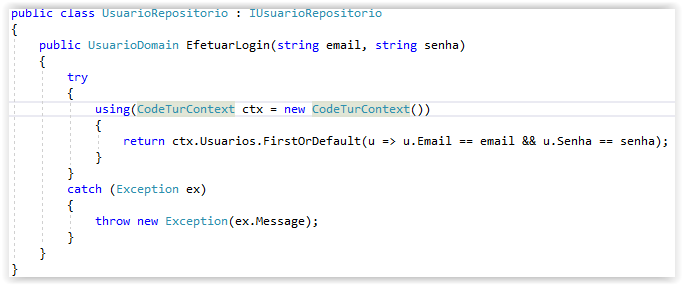 public class UsuarioRepositorio : IUsuarioRepositorio
{
    public UsuarioDomain EfetuarLogin(string email, string senha)
    {
        try
        {
            using(CodeTurContext ctx = new CodeTurContext())
            {
                return ctx.Usuarios.FirstOrDefault(u => u.Email == email && u.Senha == senha);
            }
        }
        catch (Exception ex)
        {
            throw new Exception(ex.Message);
        }
    }
}